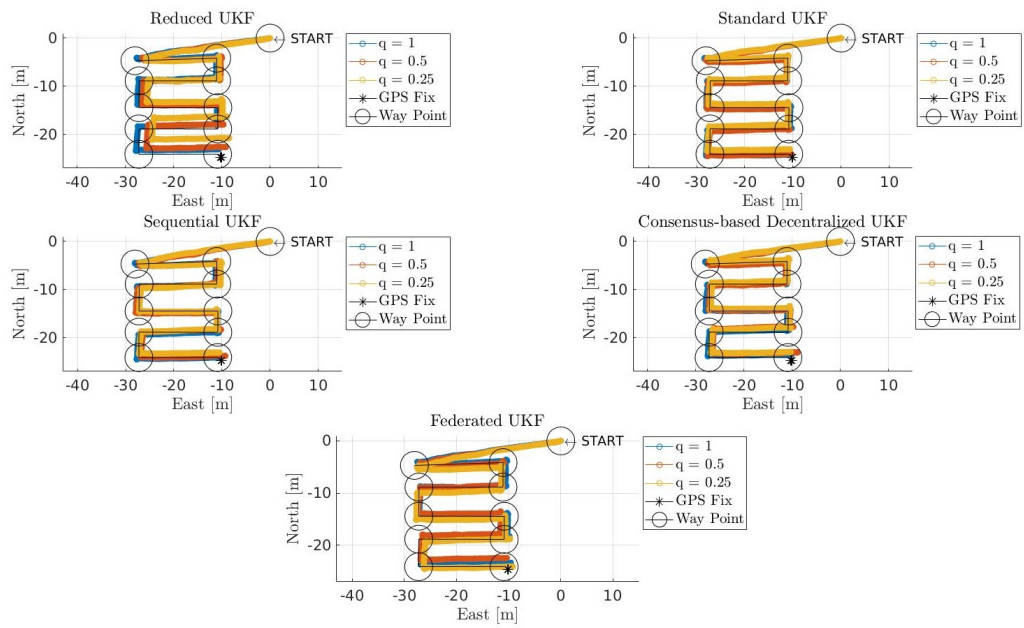 Reduced UKF
0
-10
-20
North [m]
← START
-40
-30
-20
-10
0
10
East [m]
q = 1
q = 0.5
q = 0.25
GPS Fix
Way Point
Standard UKF
0
-10
-20
North [m]
← START
-40
-30
-20
-10
0
10
East [m]
q = 1
q = 0.5
q = 0.25
GPS Fix
Way Point
Sequential UKF
0
-10
-20
North [m]
← START
-40
-30
-20
-10
0
10
East [m]
q = 1
q = 0.5
q = 0.25
GPS Fix
Way Point
Consensus-based Decentralized UKF
0
-10
-20
North [m]
← START
-40
-30
-20
-10
0
10
East [m]
q = 1
q = 0.5
q = 0.25
GPS Fix
Way Point
Federated UKF
0
-10
-20
North [m]
← START
-40
-30
-20
-10
0
10
East [m]
q = 1
q = 0.5
q = 0.25
GPS Fix
Way Point